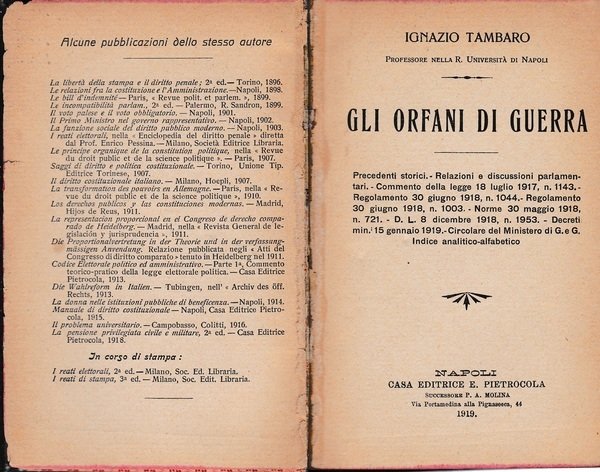 Alcune pubblicazioni dello stesso autore
La libertà della stampa e il diritto penale; 2ª ed. — Torino, 1896.
Le relazioni fra la costituzione e l'Amministrazione. — Napoli, 1898.
Le bill d'indemnité — Paris, « Revue polit. et parlem. », 1899.
Le incompatibilità parlam., 2ª ed. — Palermo, R. Sandron, 1899.
Il voto palese e il voto obbligatorio. — Napoli, 1901.
Il Primo Ministro nel governo rappresentativo. — Napoli, 1902.
La funzione sociale del diritto pubblico moderno. — Napoli, 1903.
I reati elettorali, nella « Enciclopedia del diritto penale » diretta
dal Prof. Enrico Pessina. — Milano, Società Editrice Libraria.
Le principe organique de la constitution politique, nella « Revue
du droit public et de la science politique ». — Paris, 1907.
Saggi di diritto e politica costituzionale. — Torino, Unione Tip.
Editrice Torinese, 1907.
Il diritto costituzionale italiano. — Milano, Hoepli, 1907.
La transformation des pouvoirs en Allemagne. — Paris, nella « Re-
vue du droit public et de la science politique », 1910.
Los derechos publicos y las constituciones modernas. — Madrid,
Hijos de Reus, 1911.
La representacion proporcional en el Congreso de derecho compa-
rado de Heidelberg. — Madrid, nella « Revista General de le-
gislación y jurisprudencia », 1911.
Die Proportionalvertretung in der Theorie und in der verfossung-
mässigen Anwendung. Relazione pubblicata negli « Atti del
Congresso di diritto comparato » tenuto in Heidelberg nel 1911.
Codice Elettorale politico ed amministrativo. — Parte 1ª, Commento
teorico-pratico della legge elettorale politica. — Casa Editrice
Pietrocola, 1913.
Die Wahlreform in Italien. — Tubingen, nell' « Archiv des öff.
Rechts, 1913.
La donna nelle istituzioni pubbliche di beneficenza. — Napoli, 1914.
Manuale di diritto costituzionale — Napoli, Casa Editrice Pietro-
cola, 1915.
Il problema universitario. — Campobasso, Colitti, 1916.
La pensione privilegiata civile e militare, 2ª ed. — Casa Editrice
Pietrocola, 1918.
In corso di stampa :
I reati elettorali, 2ª ed. — Milano, Soc. Ed. Libraria.
I reati di stampa, 3ª ed. — Milano, Soc. Edit. Libraria.
IGNAZIO TAMBARO
PROFESSORE NELLA R. UNIVERSITÀ DI NAPOLI
GLI ORFANI DI GUERRA
Precedenti storici. - Relazioni e discussioni parlamen-
tari. - Commento della legge 18 luglio 1917, n. 1143. -
Regolamento 30 giugno 1918, n. 1044. - Regolamento
30 giugno 1918, n. 1003. - Norme 30 maggio 1918,
n. 721. - D. L. 8 dicembre 1918, n. 1953. - Decreti
min. 15 gennaio 1919. - Circolare del Ministero di G. e G.
Indice analitico-alfabetico
NAPOLI
CASA EDITRICE E. PIETROCOLA
SUCCESSORE P. A. MOLINA
Via Portamedina alla Pignasecca, 44
1919.